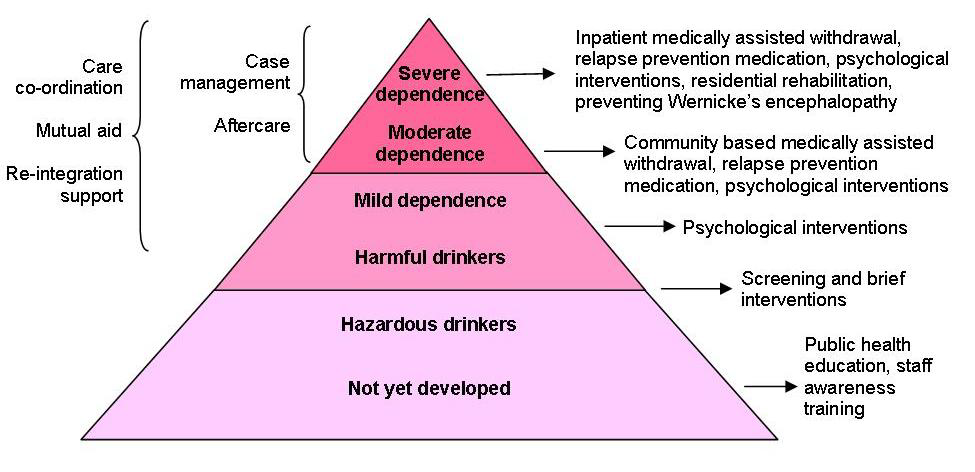 Care
co-ordination
Mutual aid
Re-integration
support
Case
management
Aftercare
Severe
dependence
Moderate
dependence
Mild dependence
Harmful drinkers
Hazardous drinkers
Not yet developed
Inpatient medically assisted withdrawal,
relapse prevention medication, psychological
interventions, residential rehabilitation,
preventing Wernicke's encephalopathy
Community based medically assisted
withdrawal, relapse prevention
medication, psychological interventions
Psychological interventions
Screening and brief
interventions
Public health
education, staff
awareness
training